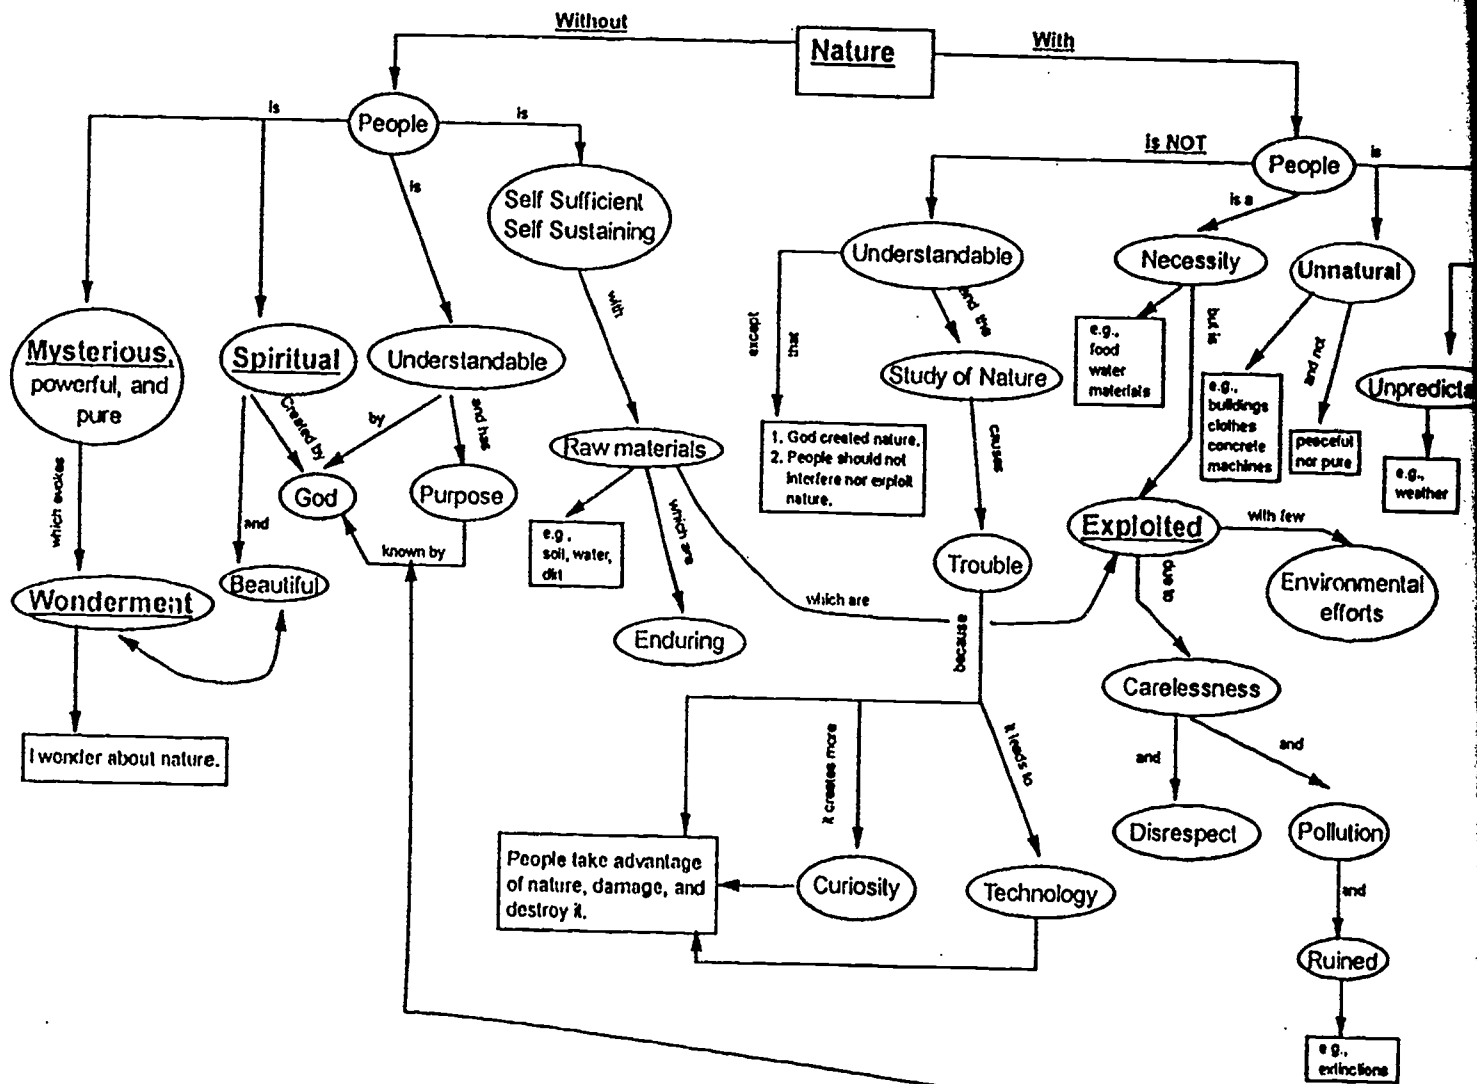 Without
Nature
With
is
People
is
is NOT
People
is
is
is a
Self Sufficient
Self Sustaining
Understandable
Necessity
Unnatural
with
except
that
and the
but is
and not
e.g.,
food
water
materials
Mysterious,
powerful, and
pure
Spiritual
Understandable
Study of Nature
e.g.,
buildings
clothes
concrete
machines
peaceful
nor pure
e.g.,
weather
Created by
by
and has
Raw materials
1. God created nature.
2. People should not
interfere nor exploit
nature.
causes
God
Purpose
which evokes
and
known by
e.g.,
soil, water,
dirt
which are
Exploited
with few
Trouble
due to
Environmental
efforts
Wonderment
Beautiful
Enduring
which are
because
Carelessness
I wonder about nature.
it creates more
it leads to
and
and
Disrespect
Pollution
People take advantage
of nature, damage, and
destroy it.
Curiosity
Technology
and
Ruined
e.g.,
extinctions